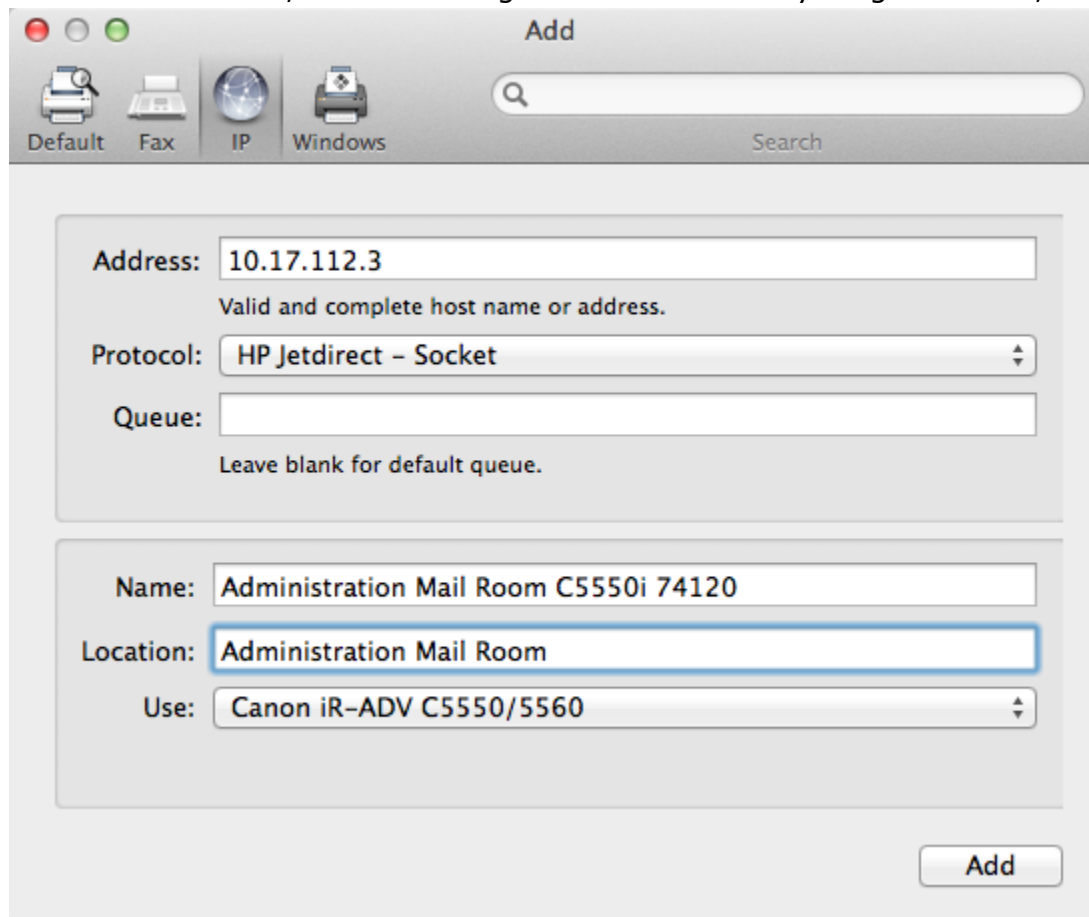 Add
Default Fax IP Windows Search
Address: 10.17.112.3
Valid and complete host name or address.
Protocol: HP Jetdirect – Socket
Queue:
Leave blank for default queue.
Name: Administration Mail Room C5550i 74120
Location: Administration Mail Room
Use: Canon iR-ADV C5550/5560
Add